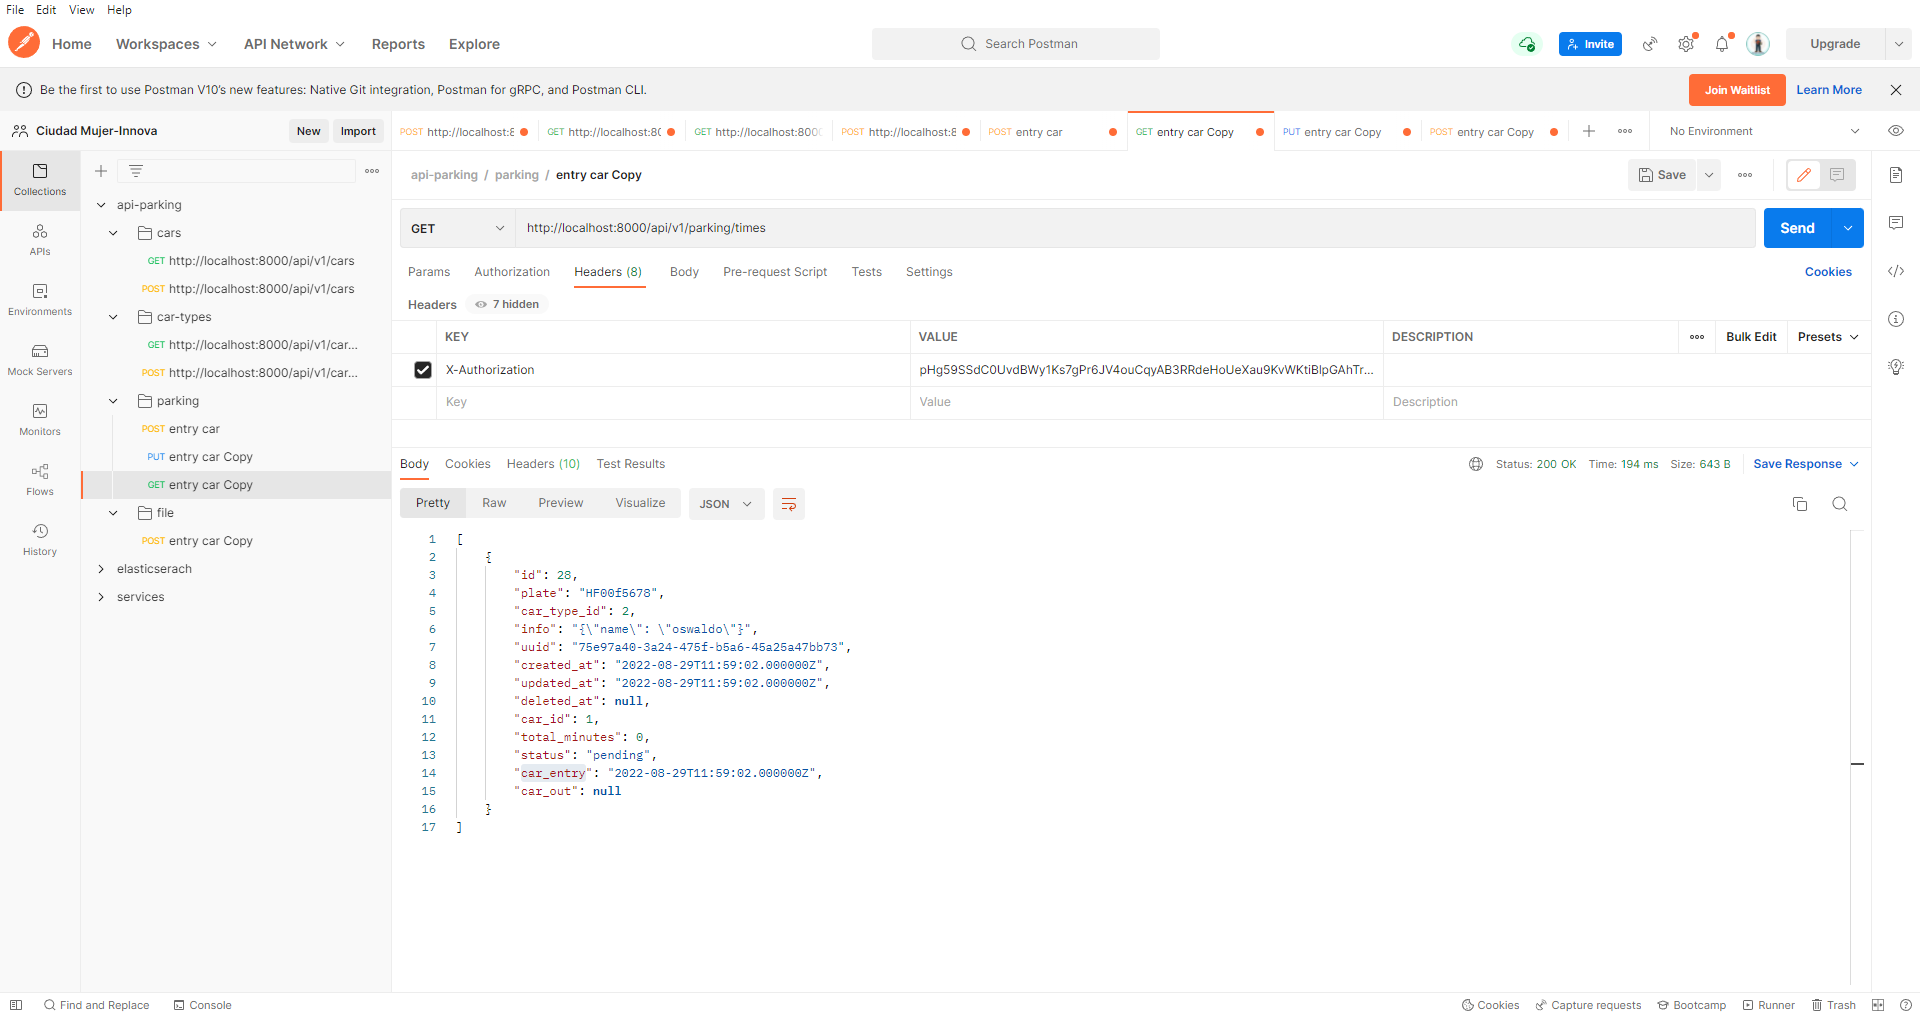 File Edit View Help
Home Workspaces API Network Reports Explore Search Postman Invite Upgrade
Be the first to use Postman V10's new features: Native Git integration, Postman for gRPC, and Postman CLI. Join Waitlist Learn More
Ciudad Mujer-Innova New Import
POST http://localhost:8 GET http://localhost:80 GET http://localhost:800 POST http://localhost:8 POST entry car GET entry car Copy PUT entry car Copy POST entry car Copy No Environment
Collections
APIs
Environments
Mock Servers
Monitors
Flows
History
api-parking
cars
GET http://localhost:8000/api/v1/cars
POST http://localhost:8000/api/v1/cars
car-types
GET http://localhost:8000/api/v1/car...
POST http://localhost:8000/api/v1/car...
parking
POST entry car
PUT entry car Copy
GET entry car Copy
file
POST entry car Copy
elasticserach
services
api-parking / parking / entry car Copy Save
GET http://localhost:8000/api/v1/parking/times Send
Params Authorization Headers (8) Body Pre-request Script Tests Settings Cookies
Headers 7 hidden
KEY VALUE DESCRIPTION Bulk Edit Presets
X-Authorization pHg59SSdC0UvdBWy1Ks7gPr6JV4ouCqyAB3RRdeHoUeXau9KvWKtiBlpGAhTr...
Key Value Description
Body Cookies Headers (10) Test Results Status: 200 OK Time: 194 ms Size: 643 B Save Response
Pretty Raw Preview Visualize JSON
1 [
2 {
3 "id": 28,
4 "plate": "HF00f5678",
5 "car_type_id": 2,
6 "info": "{\"name\": \"oswaldo\"}",
7 "uuid": "75e97a40-3a24-475f-b5a6-45a25a47bb73",
8 "created_at": "2022-08-29T11:59:02.000000Z",
9 "updated_at": "2022-08-29T11:59:02.000000Z",
10 "deleted_at": null,
11 "car_id": 1,
12 "total_minutes": 0,
13 "status": "pending",
14 "car_entry": "2022-08-29T11:59:02.000000Z",
15 "car_out": null
16 }
17 ]
Find and Replace Console Cookies Capture requests Bootcamp Runner Trash